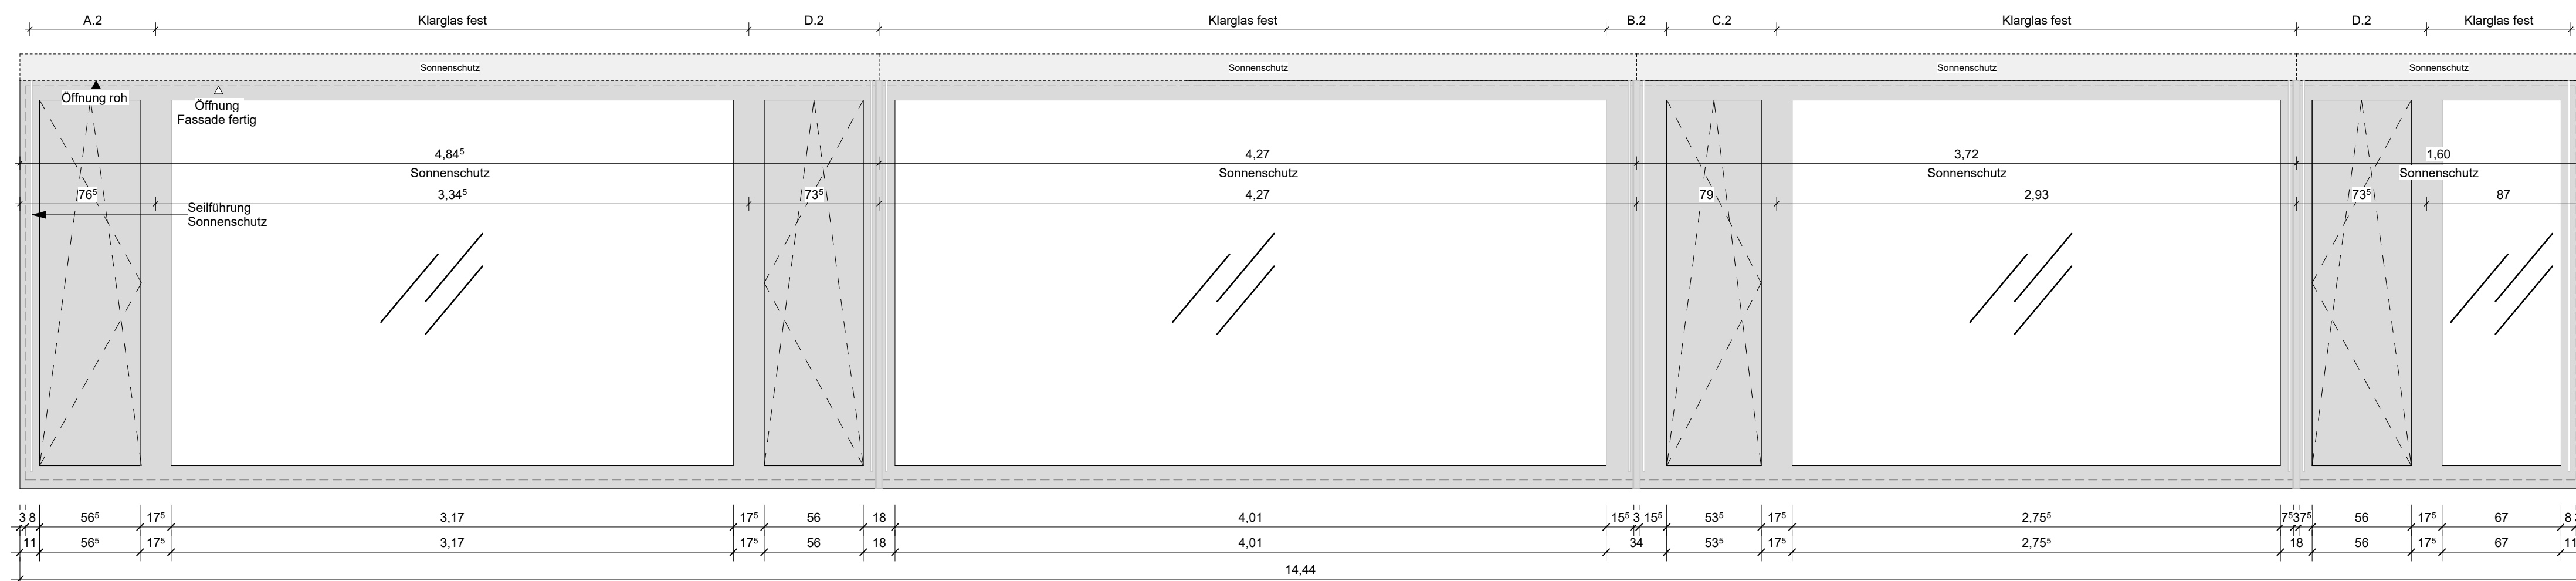 A.2 Klarglas fest D.2 Klarglas fest B.2 C.2 Klarglas fest D.2 Klarglas fest
Sonnenschutz Sonnenschutz Sonnenschutz Sonnenschutz
Öffnung roh
Öffnung
Fassade fertig
4,84⁵ 4,27 3,72 1,60
Sonnenschutz Sonnenschutz Sonnenschutz Sonnenschutz
76⁵ 3,34⁵ 73⁵ 4,27 79 2,93 73⁵ 87
Seilführung
Sonnenschutz
3 8 56⁵ 17⁵ 3,17 17⁵ 56 18 4,01 15⁵ 3 15⁵ 53⁵ 17⁵ 2,75⁵ 7⁵ 3 7⁵ 56 17⁵ 67 8
11 56⁵ 17⁵ 3,17 17⁵ 56 18 4,01 34 53⁵ 17⁵ 2,75⁵ 18 56 17⁵ 67 11
14,44